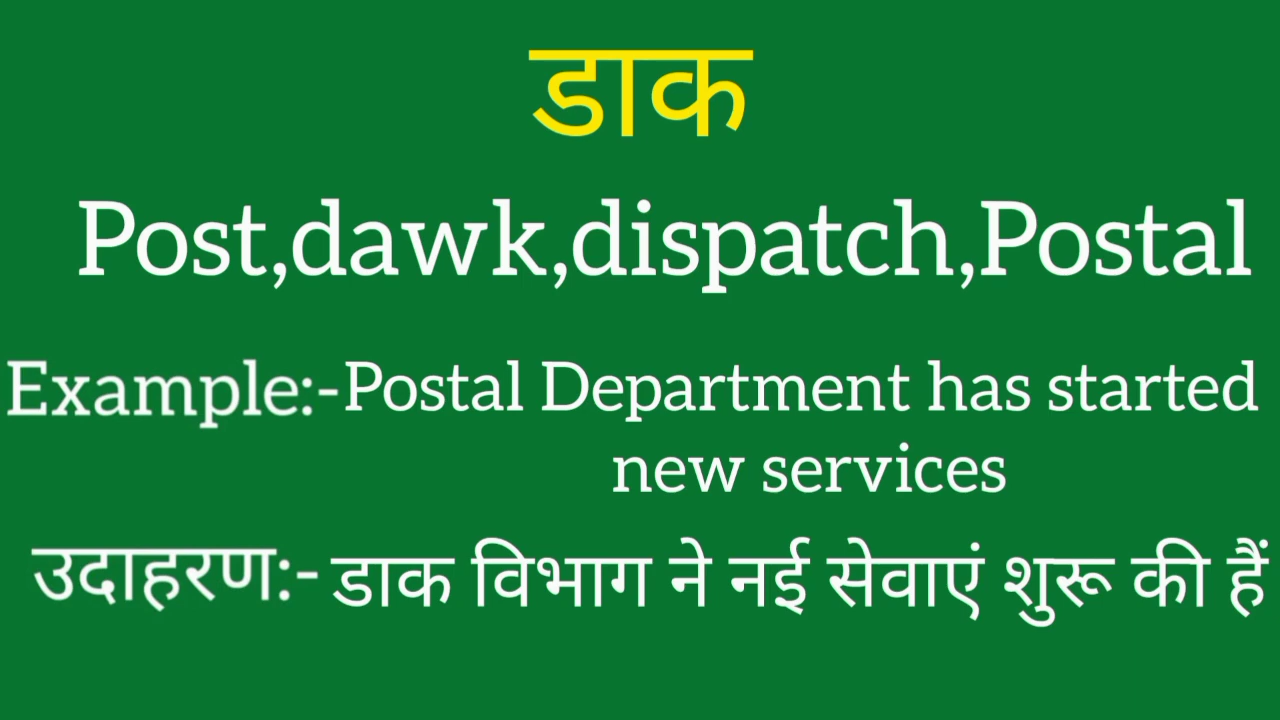 डाक
Post,dawk,dispatch,Postal
Example:-Postal Department has started
new services
उदाहरण:- डाक विभाग ने नई सेवाएं शुरू की हैं